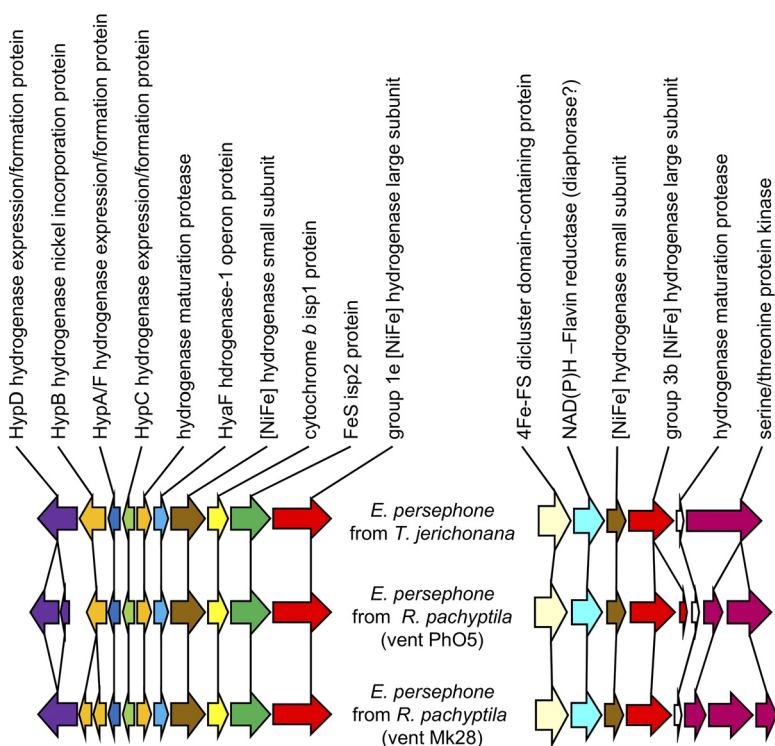 HypD hydrogenase expression/formation protein
HypB hydrogenase nickel incorporation protein
HypA/F hydrogenase expression/formation protein
HypC hydrogenase expression/formation protein
hydrogenase maturation protease
HyaF hdrogenase-1 operon protein
[NiFe] hydrogenase small subunit
cytochrome b isp1 protein
FeS isp2 protein
group 1e [NiFe] hydrogenase large subunit
4Fe-FS dicluster domain-containing protein
NAD(P)H –Flavin reductase (diaphorase?)
[NiFe] hydrogenase small subunit
group 3b [NiFe] hydrogenase large subunit
hydrogenase maturation protease
serine/threonine protein kinase
E. persephone
from T. jerichonana
E. persephone
from R. pachyptila
(vent PhO5)
E. persephone
from R. pachyptila
(vent Mk28)